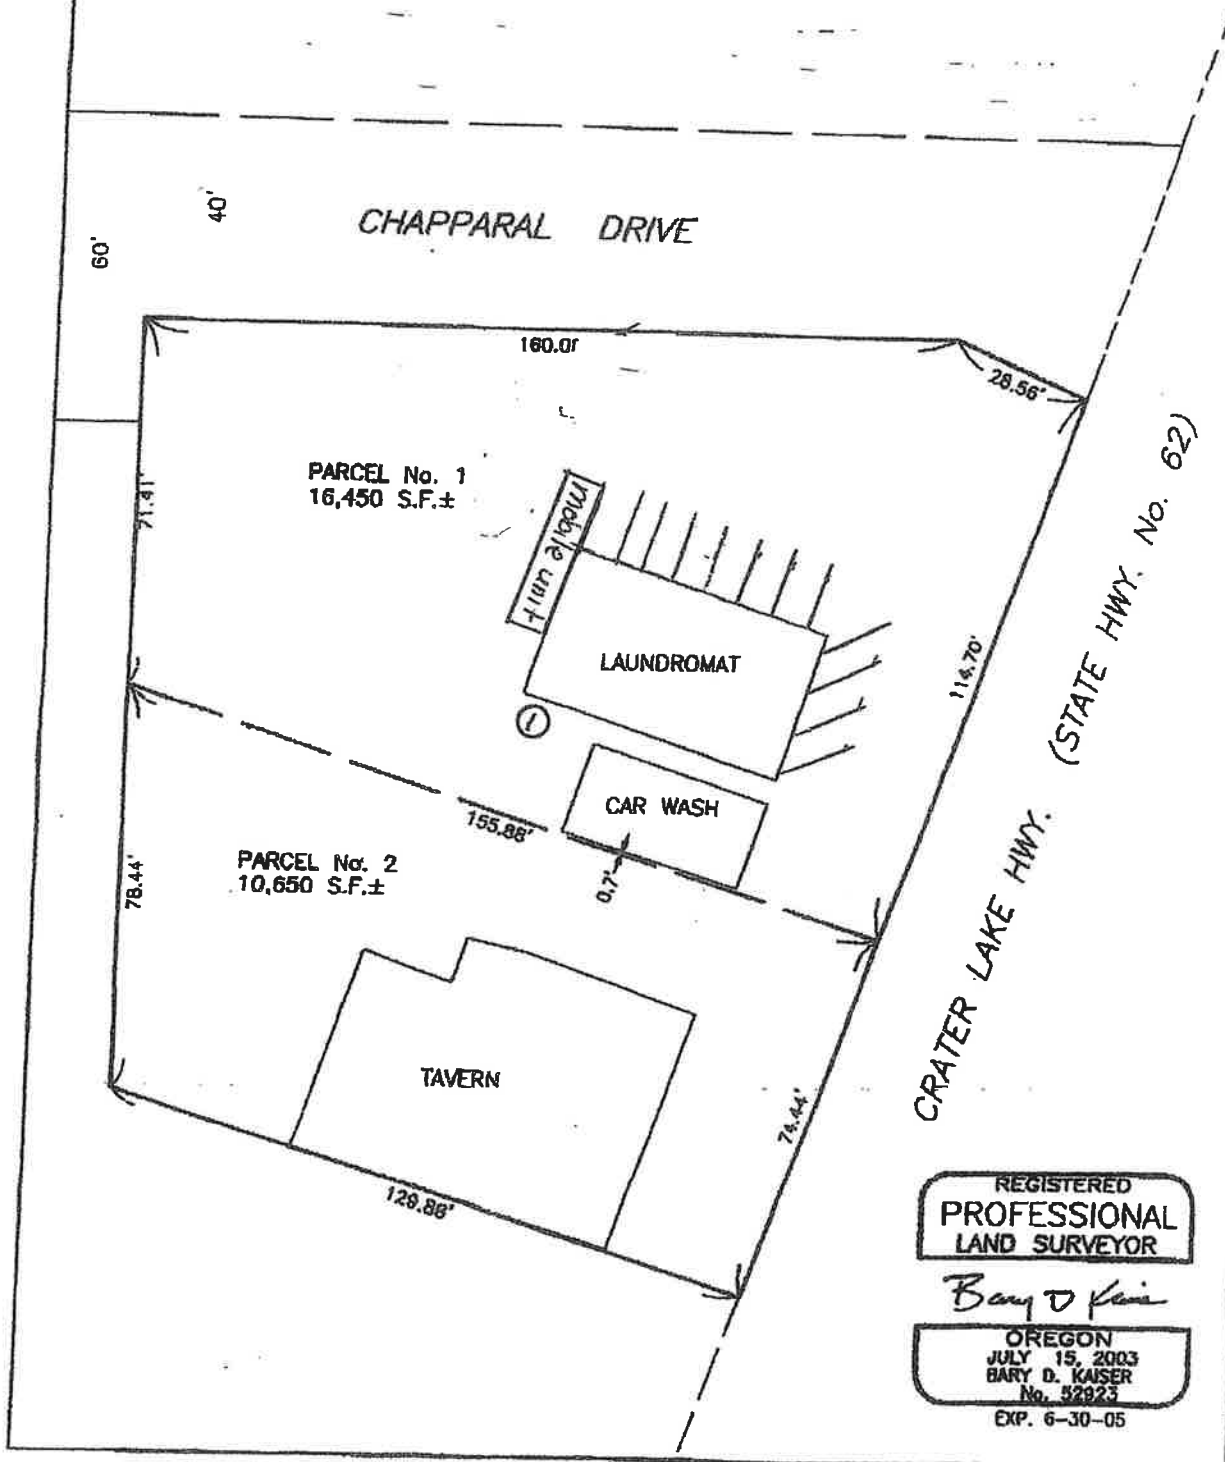 60'
40'
CHAPPARAL DRIVE
160.01'
28.56'
PARCEL No. 1
16,450 S.F.±
71.41'
mobile unit
LAUNDROMAT
1
114.70'
CRATER LAKE HWY. (STATE HWY. No. 62)
CAR WASH
155.88'
0.7'
PARCEL No. 2
10,650 S.F.±
78.44'
TAVERN
74.44'
129.88'
REGISTERED
PROFESSIONAL
LAND SURVEYOR
Bary D Kaiser
OREGON
JULY 15, 2003
BARY D. KAISER
No. 52923
EXP. 6-30-05